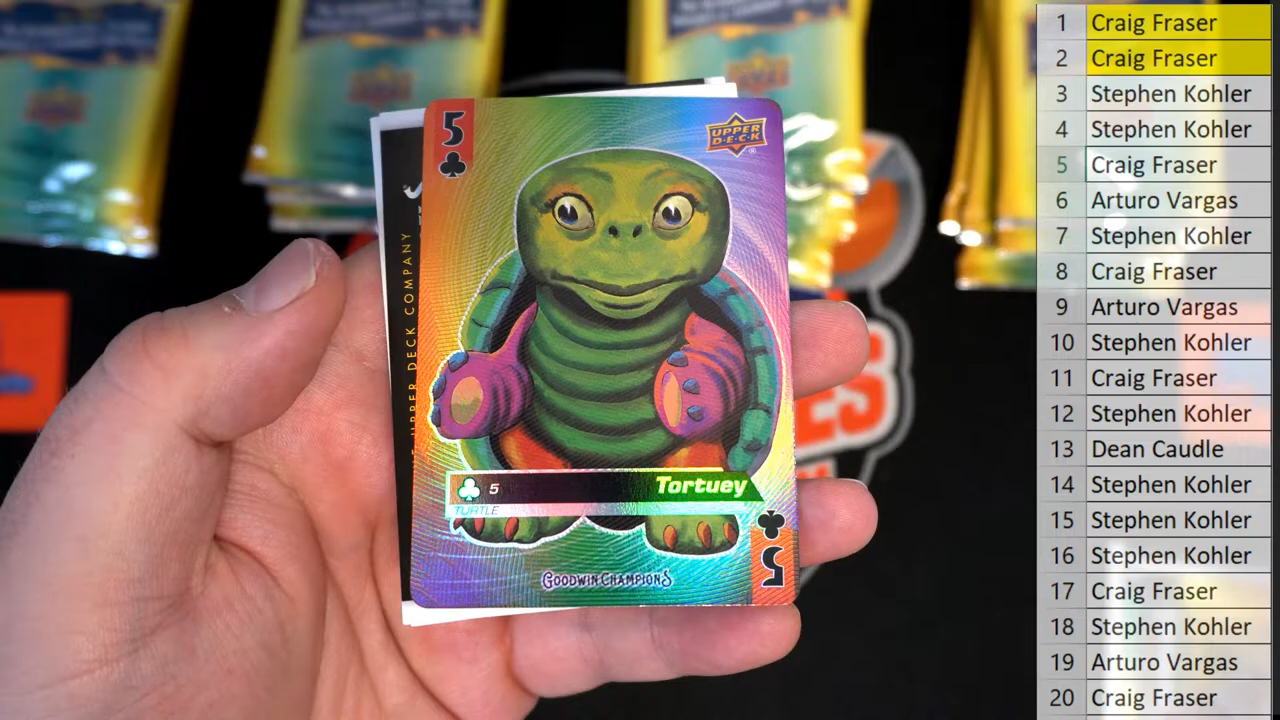 5
UPPER
DECK
UPPER DECK COMPANY
5
Tortuey
TURTLE
5
GOODWIN CHAMPIONS
1 Craig Fraser
2 Craig Fraser
3 Stephen Kohler
4 Stephen Kohler
5 Craig Fraser
6 Arturo Vargas
7 Stephen Kohler
8 Craig Fraser
9 Arturo Vargas
10 Stephen Kohler
11 Craig Fraser
12 Stephen Kohler
13 Dean Caudle
14 Stephen Kohler
15 Stephen Kohler
16 Stephen Kohler
17 Craig Fraser
18 Stephen Kohler
19 Arturo Vargas
20 Craig Fraser